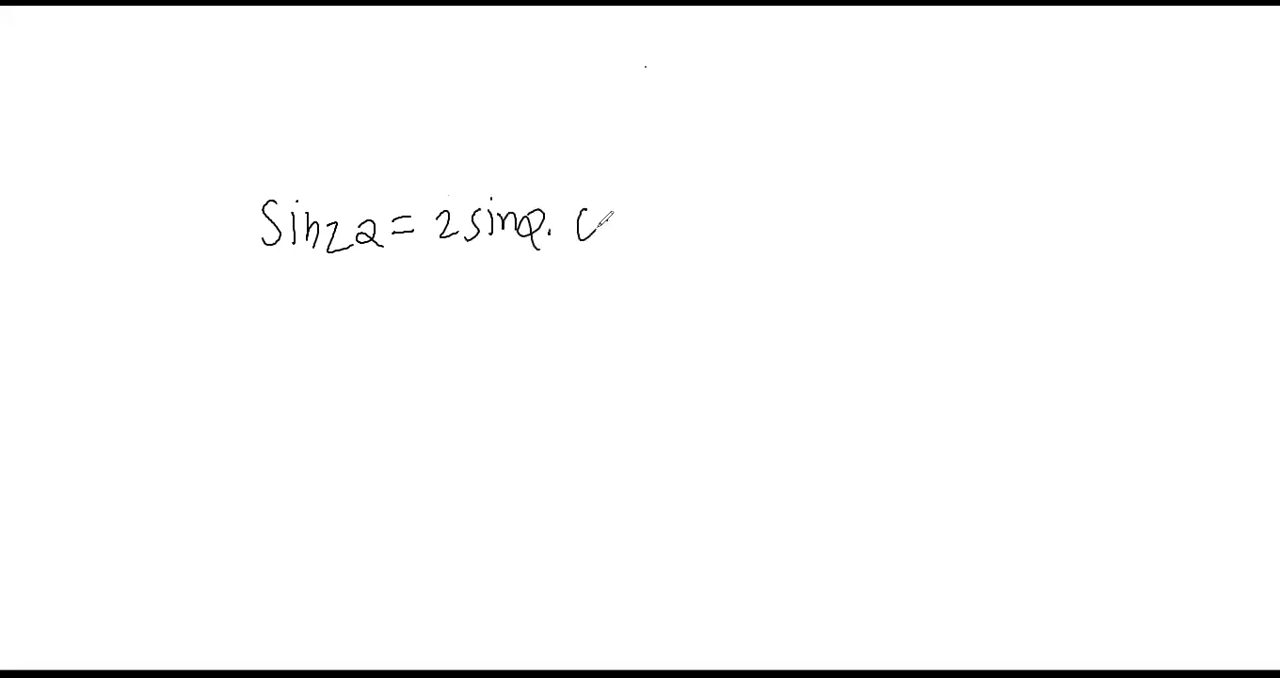 sin2a = 2sina. c